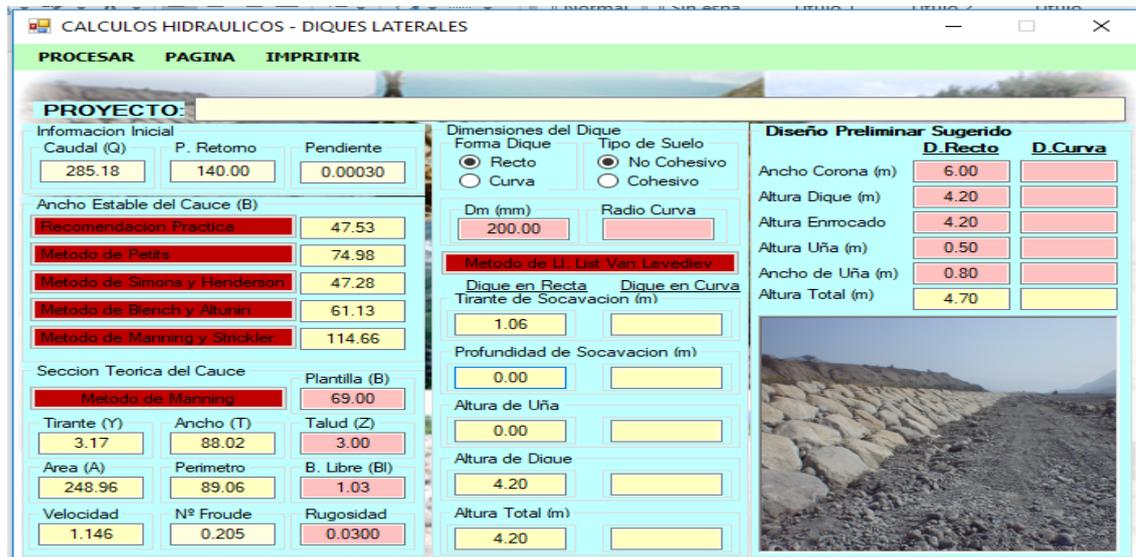 Normal Sin espa Título 1 Título 2 Título
CALCULOS HIDRAULICOS - DIQUES LATERALES
PROCESAR PAGINA IMPRIMIR
PROYECTO:
Informacion Inicial
Caudal (Q) P. Retorno Pendiente
285.18 140.00 0.00030
Ancho Estable del Cauce (B)
Recomendacion Practica 47.53
Metodo de Petits 74.98
Metodo de Simons y Henderson 47.28
Metodo de Blench y Altunin 61.13
Metodo de Manning y Strickler 114.66
Seccion Teorica del Cauce
Plantilla (B)
Metodo de Manning 69.00
Tirante (Y) Ancho (T) Talud (Z)
3.17 88.02 3.00
Area (A) Perimetro B. Libre (Bl)
248.96 89.06 1.03
Velocidad Nº Froude Rugosidad
1.146 0.205 0.0300
Dimensiones del Dique
Forma Dique Tipo de Suelo
Recto No Cohesivo
Curva Cohesivo
Dm (mm) Radio Curva
200.00
Metodo de Ll. List Van Levediev
Dique en Recta Dique en Curva
Tirante de Socavacion (m)
1.06
Profundidad de Socavacion (m)
0.00
Altura de Uña
0.00
Altura de Dique
4.20
Altura Total (m)
4.20
Diseño Preliminar Sugerido
D.Recto D.Curva
Ancho Corona (m) 6.00
Altura Dique (m) 4.20
Altura Enrrocado 4.20
Altura Uña (m) 0.50
Ancho de Uña (m) 0.80
Altura Total (m) 4.70